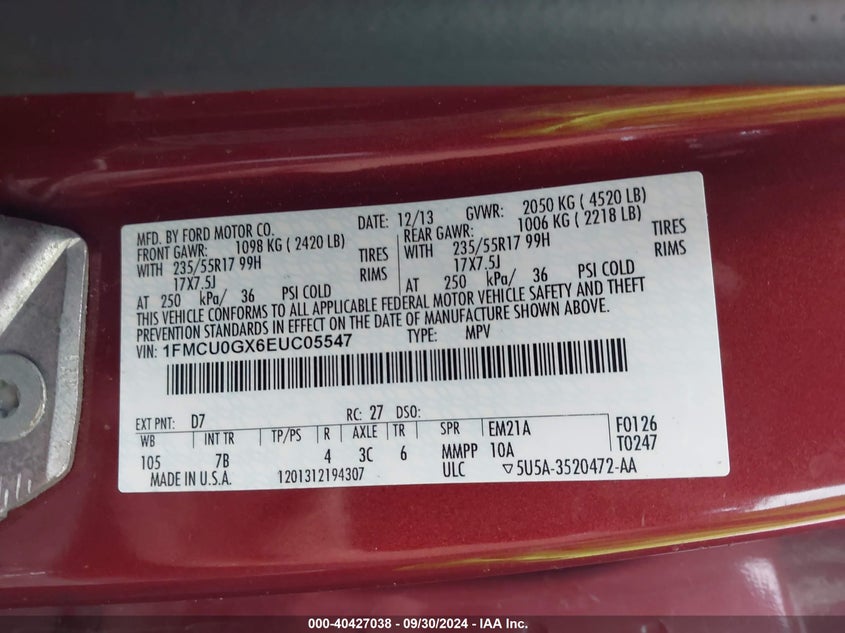 MFD. BY FORD MOTOR CO.
DATE: 12/13 GVWR: 2050 KG ( 4520 LB)
FRONT GAWR: 1098 KG ( 2420 LB)
REAR GAWR: 1006 KG ( 2218 LB)
WITH 235/55R17 99H TIRES
WITH 235/55R17 99H TIRES
17X7.5J RIMS
17X7.5J RIMS
AT 250 kPa/ 36 PSI COLD
AT 250 kPa/ 36 PSI COLD
THIS VEHICLE CONFORMS TO ALL APPLICABLE FEDERAL MOTOR VEHICLE SAFETY AND THEFT
PREVENTION STANDARDS IN EFFECT ON THE DATE OF MANUFACTURE SHOWN ABOVE.
VIN: 1FMCU0GX6EUC05547 TYPE: MPV
EXT PNT: D7 RC: 27 DSO:
WB INT TR TP/PS R AXLE TR SPR EM21A F0126
105 7B 4 3C 6 MMPP 10A T0247
MADE IN U.S.A. 1201312194307 ULC ▽5U5A-3520472-AA
000-40427038 - 09/30/2024 - IAA Inc.